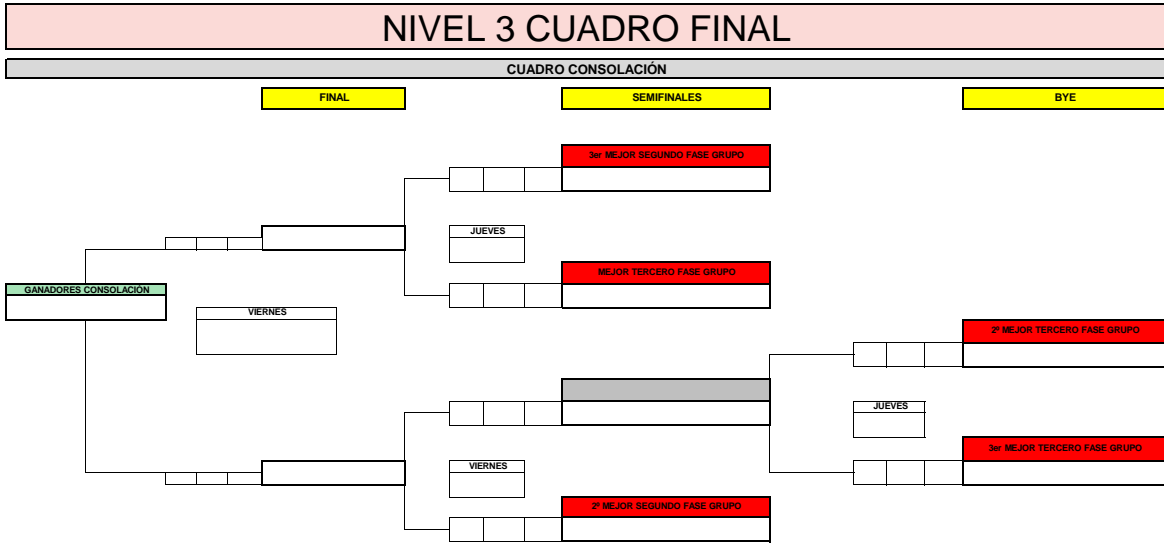 NIVEL 3 CUADRO FINAL
CUADRO CONSOLACIÓN
FINAL
SEMIFINALES
BYE
3er MEJOR SEGUNDO FASE GRUPO
JUEVES
MEJOR TERCERO FASE GRUPO
GANADORES CONSOLACIÓN
VIERNES
2º MEJOR TERCERO FASE GRUPO
JUEVES
3er MEJOR TERCERO FASE GRUPO
VIERNES
2º MEJOR SEGUNDO FASE GRUPO